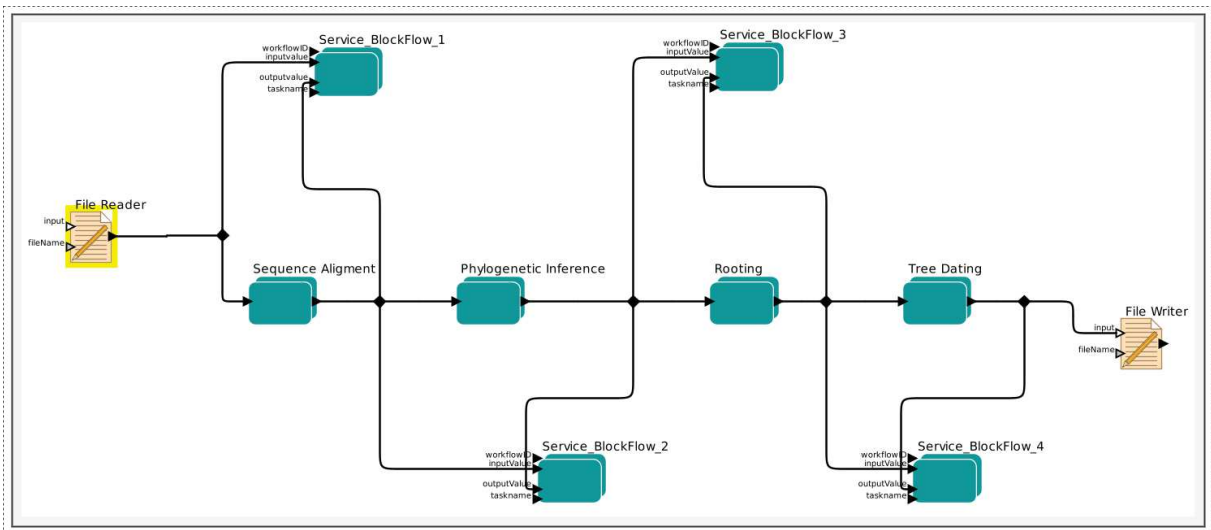 Service_BlockFlow_1
workflowID
inputvalue
outputvalue
taskname
Service_BlockFlow_3
workflowID
inputValue
outputValue
taskname
File Reader
input
fileName
Sequence Aligment
Phylogenetic Inference
Rooting
Tree Dating
File Writer
input
fileName
Service_BlockFlow_2
workflowID
inputValue
outputValue
taskname
Service_BlockFlow_4
workflowID
inputValue
outputValue
taskname